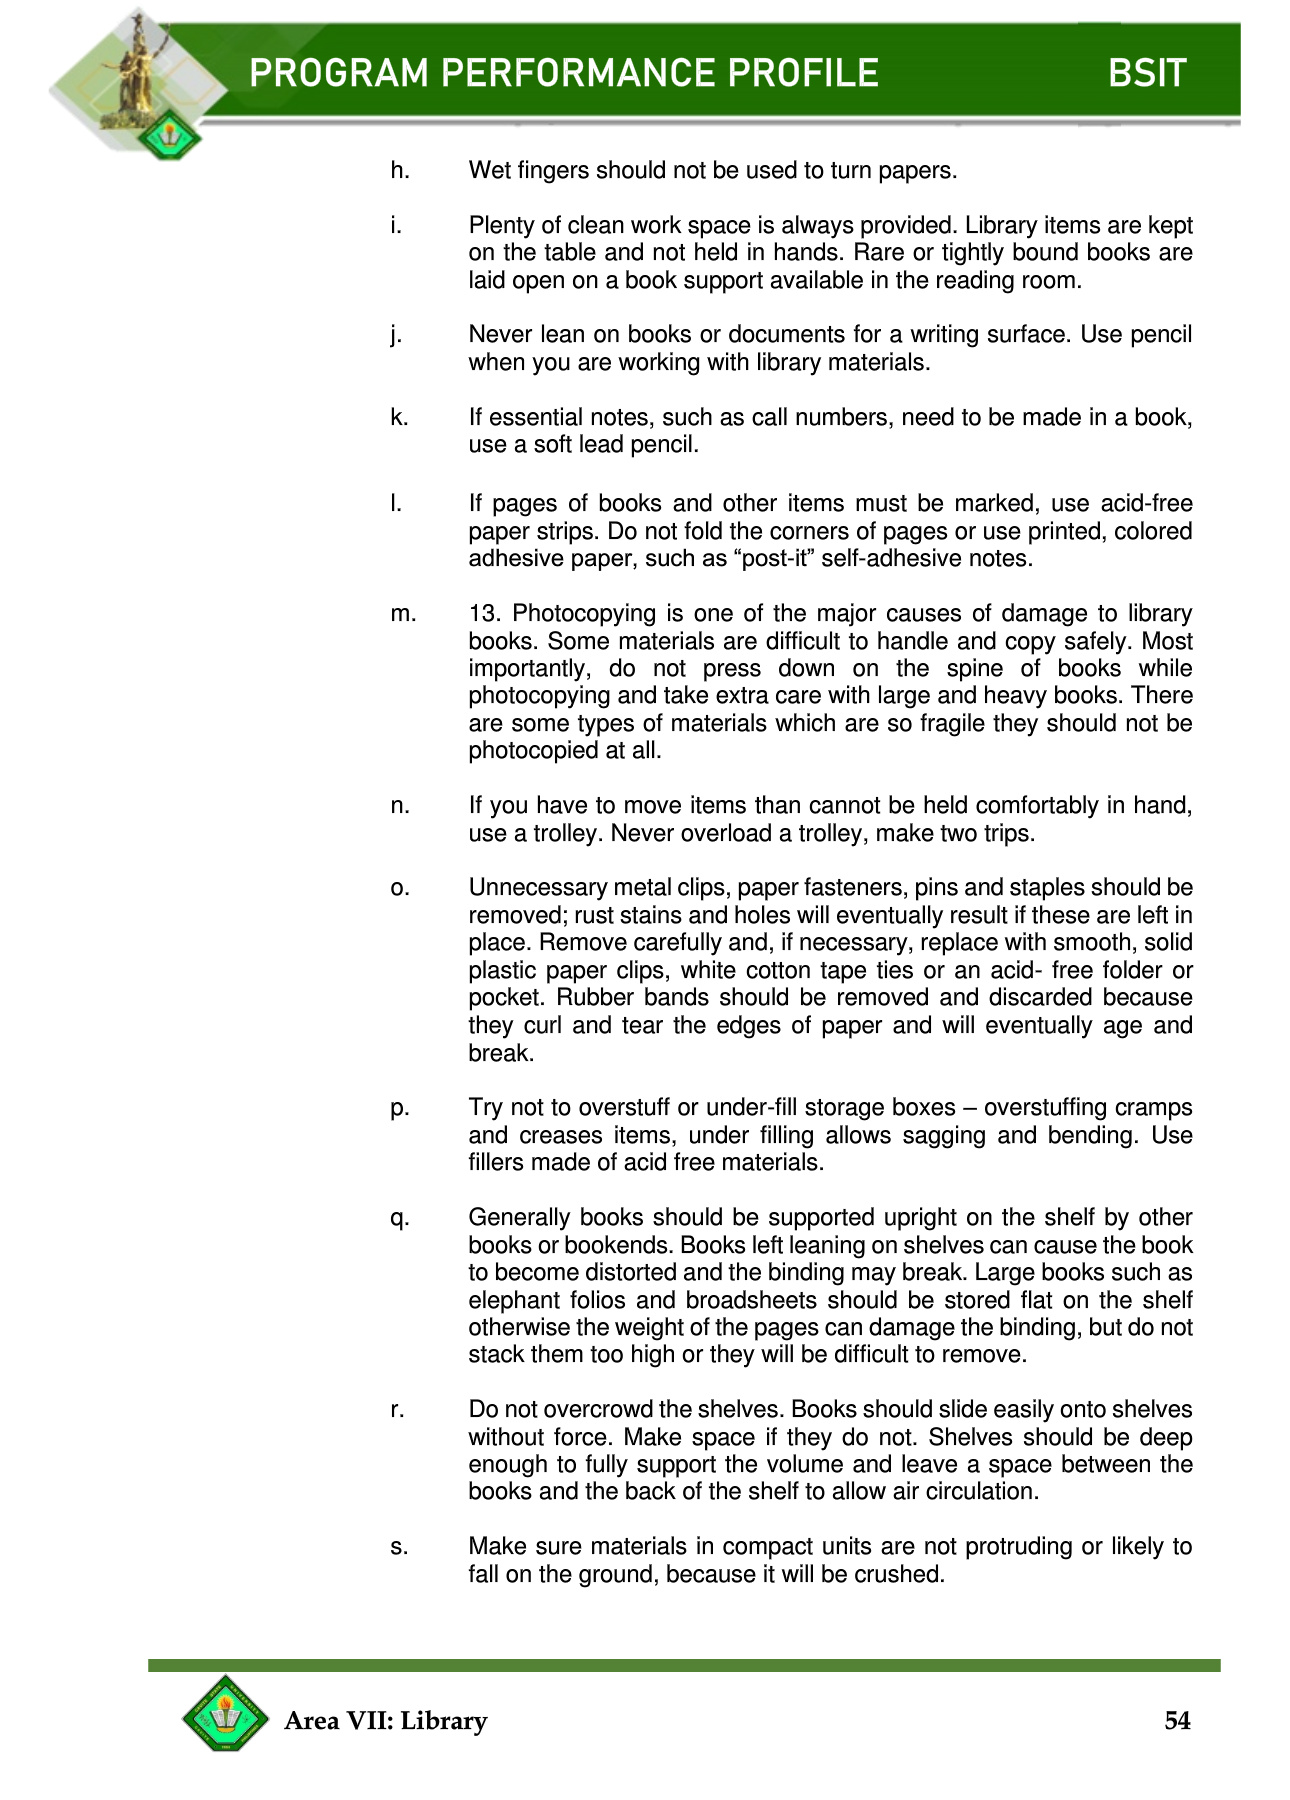 PROGRAM PERFORMANCE PROFILE BSIT
h. Wet fingers should not be used to turn papers.
i. Plenty of clean work space is always provided. Library items are kept
on the table and not held in hands. Rare or tightly bound books are
laid open on a book support available in the reading room.
j. Never lean on books or documents for a writing surface. Use pencil
when you are working with library materials.
k. If essential notes, such as call numbers, need to be made in a book,
use a soft lead pencil.
l. If pages of books and other items must be marked, use acid-free
paper strips. Do not fold the corners of pages or use printed, colored
adhesive paper, such as “post-it” self-adhesive notes.
m. 13. Photocopying is one of the major causes of damage to library
books. Some materials are difficult to handle and copy safely. Most
importantly, do not press down on the spine of books while
photocopying and take extra care with large and heavy books. There
are some types of materials which are so fragile they should not be
photocopied at all.
n. If you have to move items than cannot be held comfortably in hand,
use a trolley. Never overload a trolley, make two trips.
o. Unnecessary metal clips, paper fasteners, pins and staples should be
removed; rust stains and holes will eventually result if these are left in
place. Remove carefully and, if necessary, replace with smooth, solid
plastic paper clips, white cotton tape ties or an acid- free folder or
pocket. Rubber bands should be removed and discarded because
they curl and tear the edges of paper and will eventually age and
break.
p. Try not to overstuff or under-fill storage boxes – overstuffing cramps
and creases items, under filling allows sagging and bending. Use
fillers made of acid free materials.
q. Generally books should be supported upright on the shelf by other
books or bookends. Books left leaning on shelves can cause the book
to become distorted and the binding may break. Large books such as
elephant folios and broadsheets should be stored flat on the shelf
otherwise the weight of the pages can damage the binding, but do not
stack them too high or they will be difficult to remove.
r. Do not overcrowd the shelves. Books should slide easily onto shelves
without force. Make space if they do not. Shelves should be deep
enough to fully support the volume and leave a space between the
books and the back of the shelf to allow air circulation.
s. Make sure materials in compact units are not protruding or likely to
fall on the ground, because it will be crushed.
Area VII: Library 54